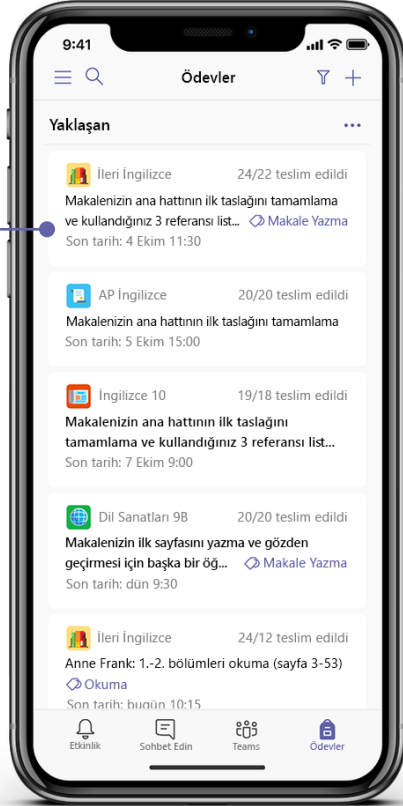 9:41
Ödevler
Yaklaşan
İleri İngilizce 24/22 teslim edildi
Makalenizin ana hattının ilk taslağını tamamlama
ve kullandığınız 3 referansı list... Makale Yazma
Son tarih: 4 Ekim 11:30
AP İngilizce 20/20 teslim edildi
Makalenizin ana hattının ilk taslağını tamamlama
Son tarih: 5 Ekim 15:00
İngilizce 10 19/18 teslim edildi
Makalenizin ana hattının ilk taslağını
tamamlama ve kullandığınız 3 referansı list...
Son tarih: 7 Ekim 9:00
Dil Sanatları 9B 20/20 teslim edildi
Makalenizin ilk sayfasını yazma ve gözden
geçirmesi için başka bir öğ... Makale Yazma
Son tarih: dün 9:30
İleri İngilizce 24/12 teslim edildi
Anne Frank: 1.-2. bölümleri okuma (sayfa 3-53)
Okuma
Son tarih: bugün 10:15
Etkinlik Sohbet Edin Teams Ödevler